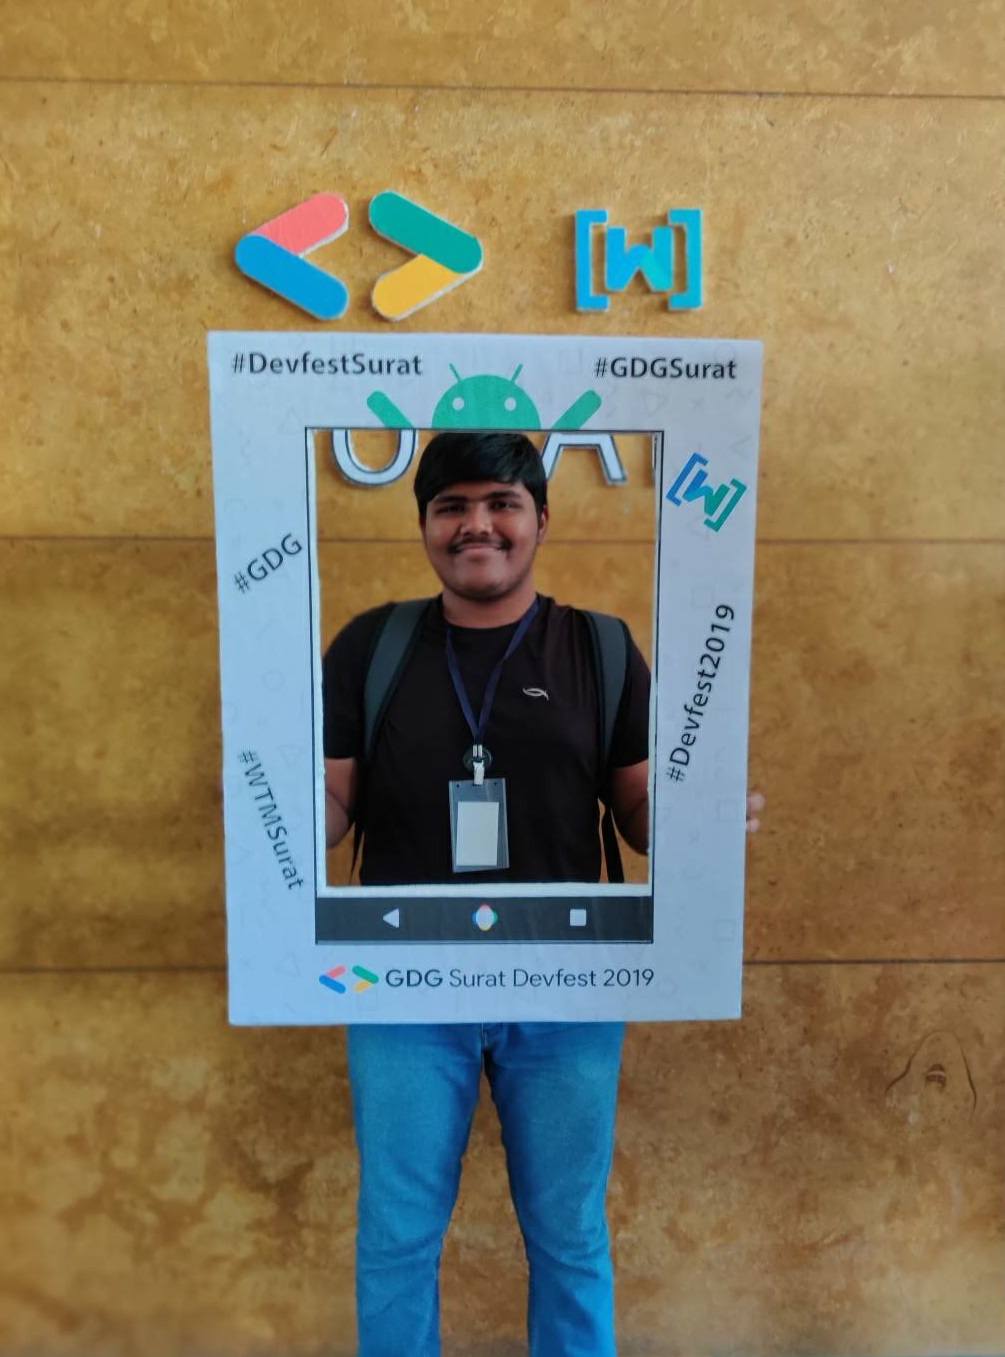 [W]
#DevfestSurat
#GDGSurat
[W]
#GDG
#Devfest2019
#WTMSurat
GDG Surat Devfest 2019